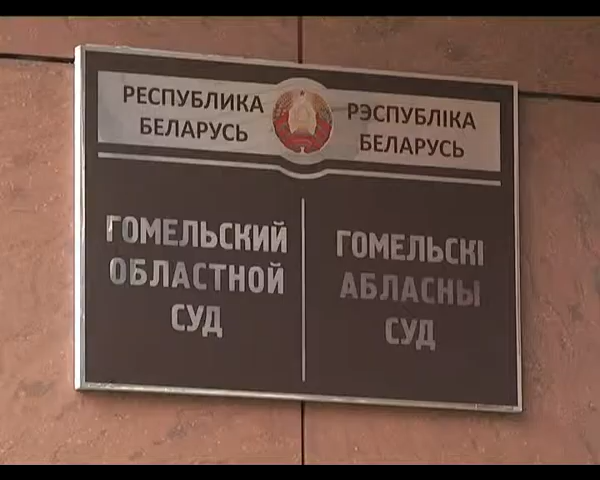 РЕСПУБЛИКА
БЕЛАРУСЬ
РЭСПУБЛІКА
БЕЛАРУСЬ
ГОМЕЛЬСКИЙ
ОБЛАСТНОЙ
СУД
ГОМЕЛЬСКІ
АБЛАСНЫ
СУД